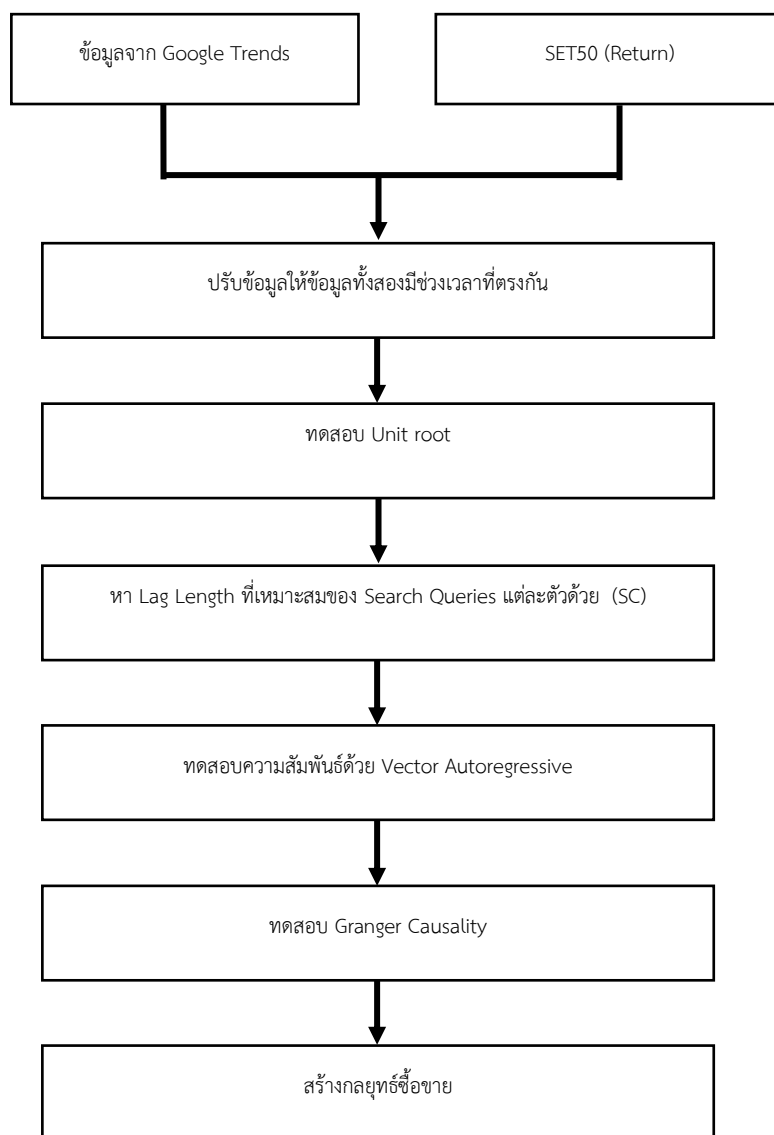 ข้อมูลจาก Google Trends
SET50 (Return)
ปรับข้อมูลให้ข้อมูลทั้งสองมีช่วงเวลาที่ตรงกัน
ทดสอบ Unit root
หา Lag Length ที่เหมาะสมของ Search Queries แต่ละตัวด้วย (SC)
ทดสอบความสัมพันธ์ด้วย Vector Autoregressive
ทดสอบ Granger Causality
สร้างกลยุทธ์ซื้อขาย